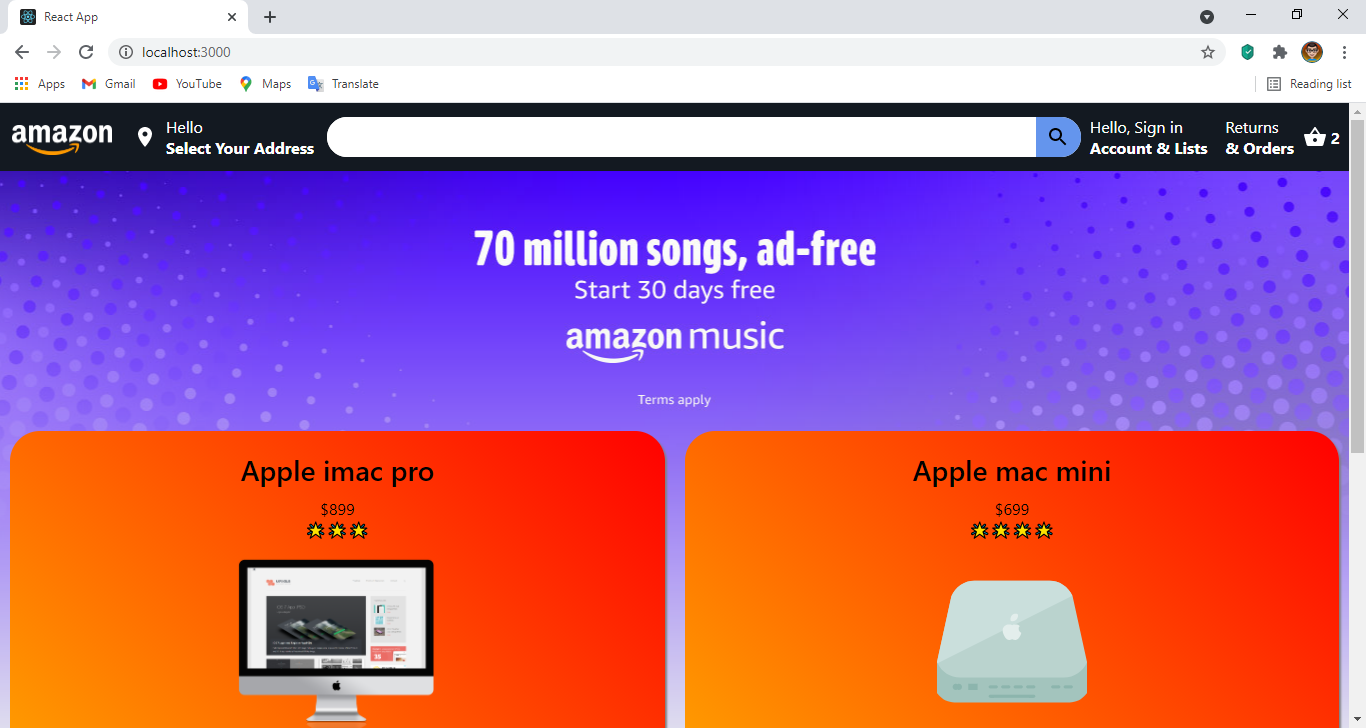 React App
localhost:3000
Apps Gmail YouTube Maps Translate Reading list
amazon
Hello
Select Your Address
Hello, Sign in
Account & Lists
Returns
& Orders
2
70 million songs, ad-free
Start 30 days free
amazon music
Terms apply
Apple imac pro
$899
Apple mac mini
$699